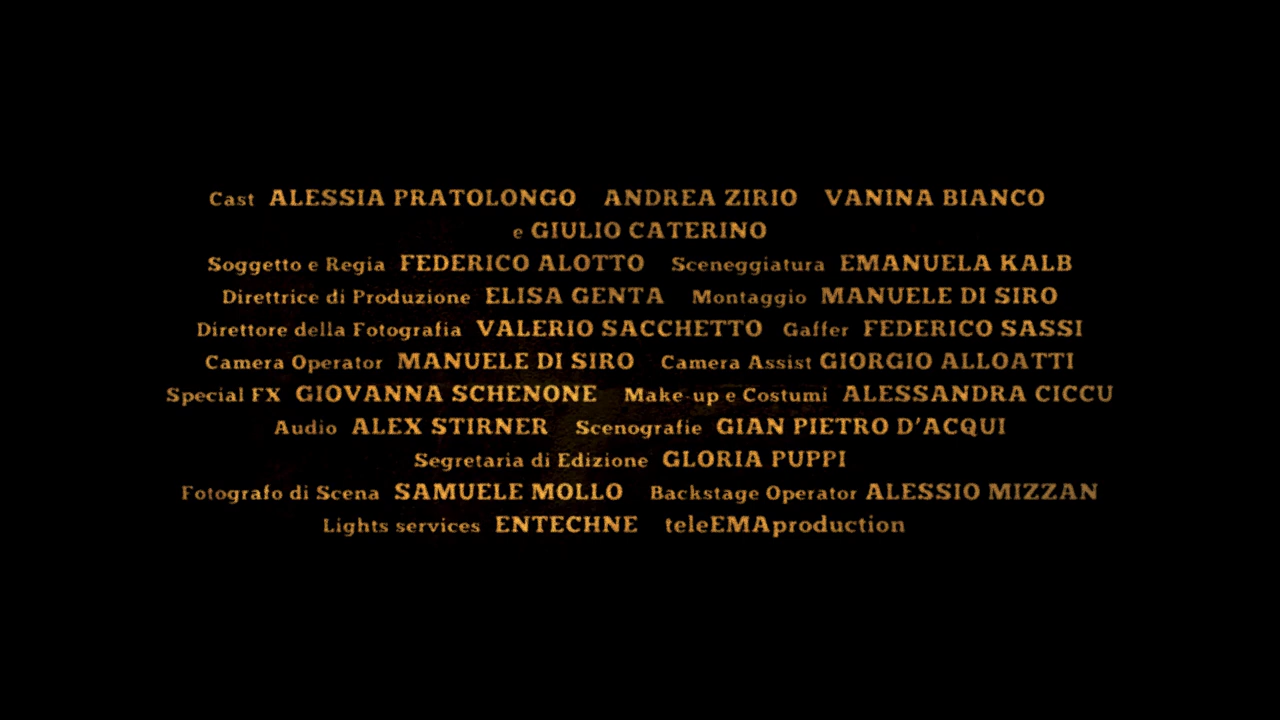 Cast ALESSIA PRATOLONGO ANDREA ZIRIO VANINA BIANCO
e GIULIO CATERINO
Soggetto e Regia FEDERICO ALOTTO Sceneggiatura EMANUELA KALB
Direttrice di Produzione ELISA GENTA Montaggio MANUELE DI SIRO
Direttore della Fotografia VALERIO SACCHETTO Gaffer FEDERICO SASSI
Camera Operator MANUELE DI SIRO Camera Assist GIORGIO ALLOATTI
Special FX GIOVANNA SCHENONE Make-up e Costumi ALESSANDRA CICCU
Audio ALEX STIRNER Scenografie GIAN PIETRO D'ACQUI
Segretaria di Edizione GLORIA PUPPI
Fotografo di Scena SAMUELE MOLLO Backstage Operator ALESSIO MIZZAN
Lights services ENTECHNE teleEMAproduction